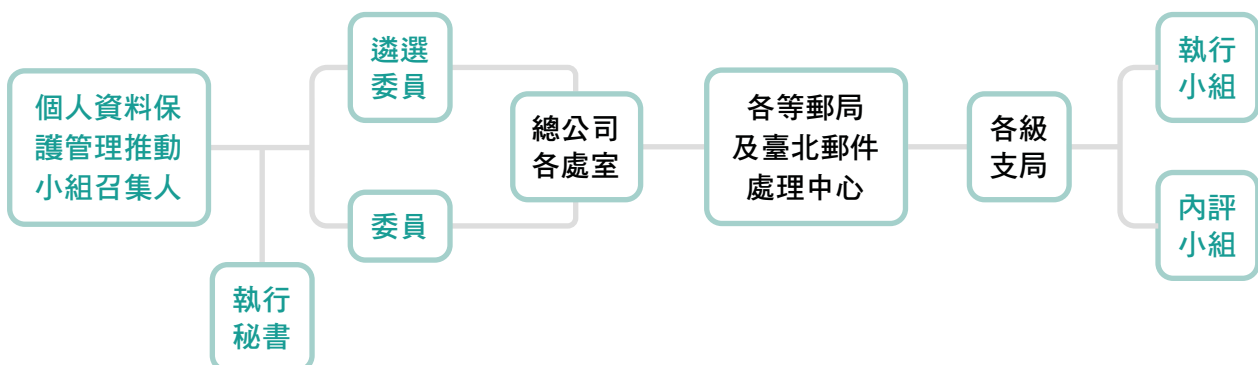 個人資料保
護管理推動
小組召集人
執行
秘書
遴選
委員
委員
總公司
各處室
各等郵局
及臺北郵件
處理中心
各級
支局
執行
小組
內評
小組